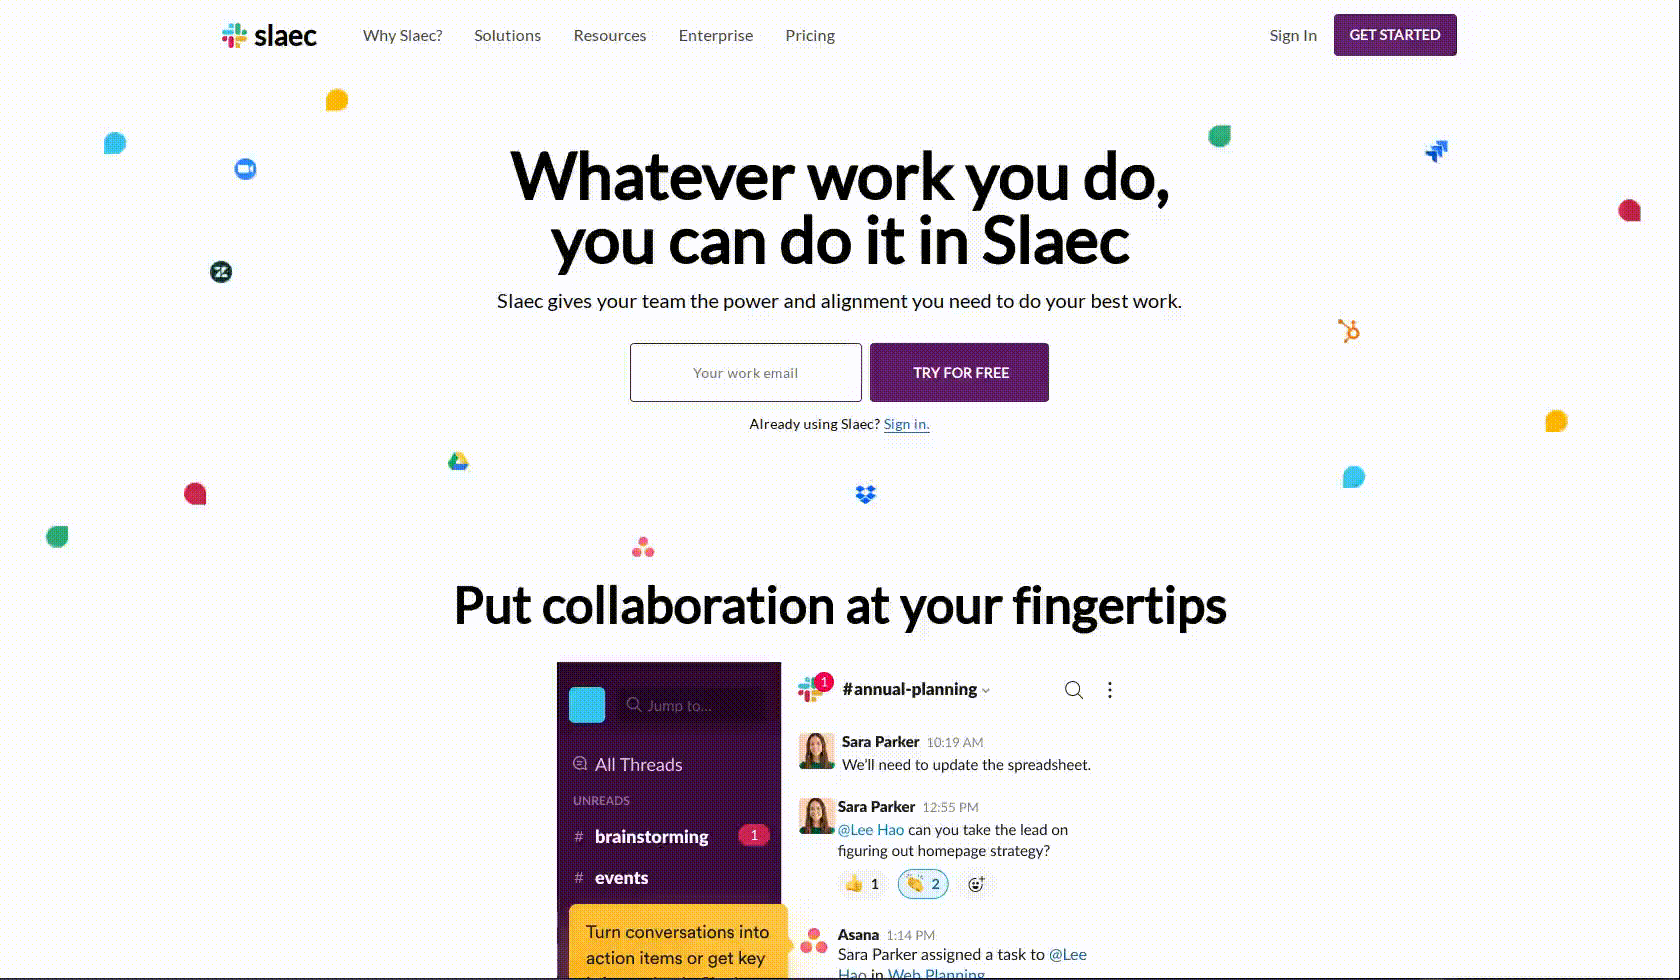 slaec
Why Slaec?
Solutions
Resources
Enterprise
Pricing
Sign In
GET STARTED
Whatever work you do,
you can do it in Slaec
Slaec gives your team the power and alignment you need to do your best work.
Your work email
TRY FOR FREE
Already using Slaec? Sign in.
Put collaboration at your fingertips
Jump to...
All Threads
UNREADS
# brainstorming 1
# events
Turn conversations into
action items or get key
1
#annual-planning
Sara Parker 10:19 AM
We'll need to update the spreadsheet.
Sara Parker 12:55 PM
@Lee Hao can you take the lead on
figuring out homepage strategy?
👍 1 👏 2
Asana 1:14 PM
Sara Parker assigned a task to @Lee
Hao in Web Planning